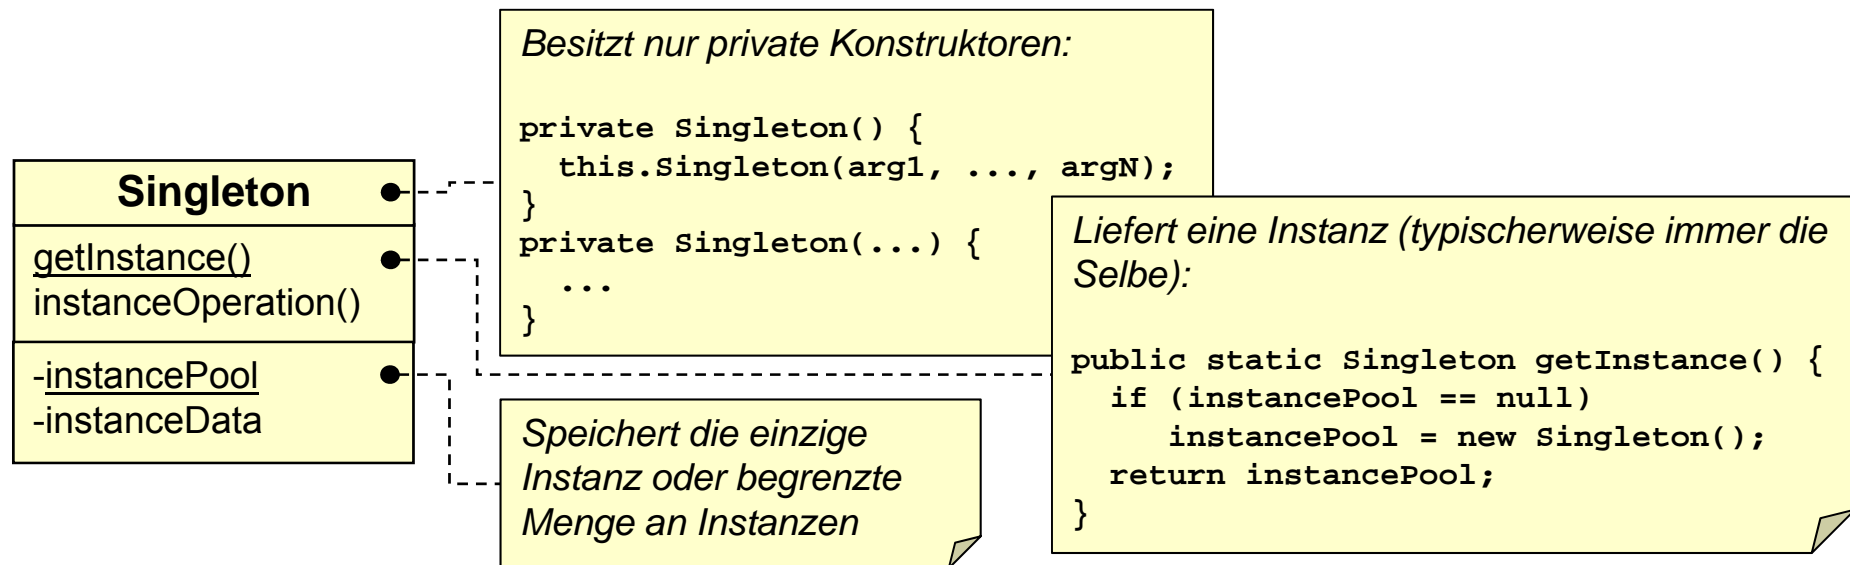 Singleton
getInstance()
instanceOperation()
-instancePool
-instanceData
Besitzt nur private Konstruktoren:
private Singleton() {
this.Singleton(arg1, ..., argN);
}
private Singleton(...) {
...
}
Liefert eine Instanz (typischerweise immer die
Selbe):
public static Singleton getInstance() {
if (instancePool == null)
instancePool = new Singleton();
return instancePool;
}
Speichert die einzige
Instanz oder begrenzte
Menge an Instanzen